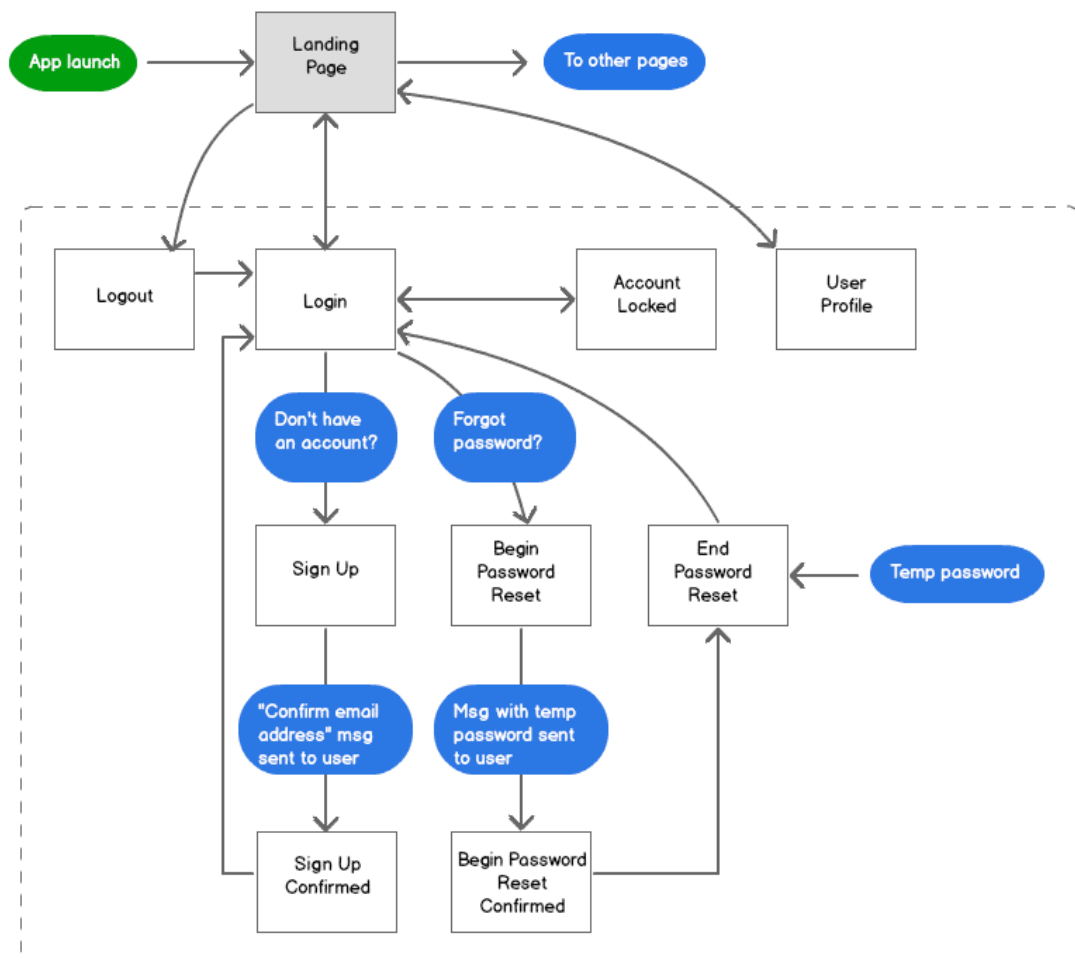 App launch
Landing
Page
To other pages
Logout
Login
Account
Locked
User
Profile
Don't have
an account?
Forgot
password?
Sign Up
Begin
Password
Reset
End
Password
Reset
Temp password
"Confirm email
address" msg
sent to user
Msg with temp
password sent
to user
Sign Up
Confirmed
Begin Password
Reset
Confirmed